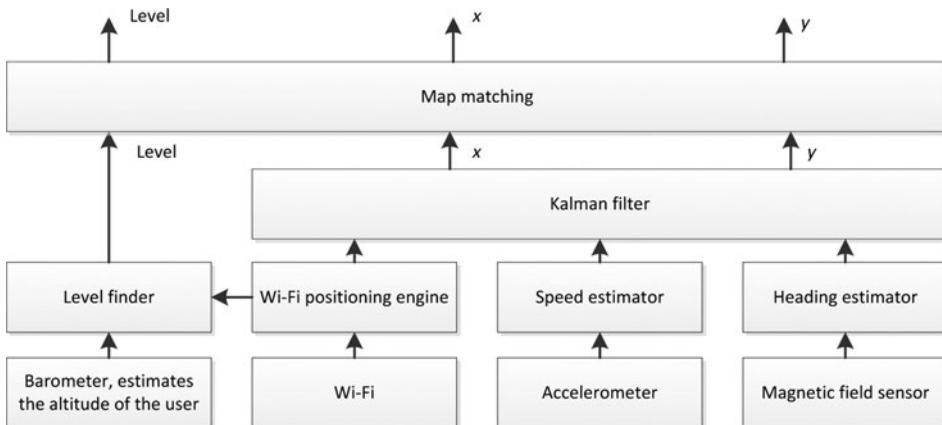 Level
x
y
Map matching
Level
x
y
Kalman filter
Level finder
Wi-Fi positioning engine
Speed estimator
Heading estimator
Barometer, estimates
the altitude of the user
Wi-Fi
Accelerometer
Magnetic field sensor